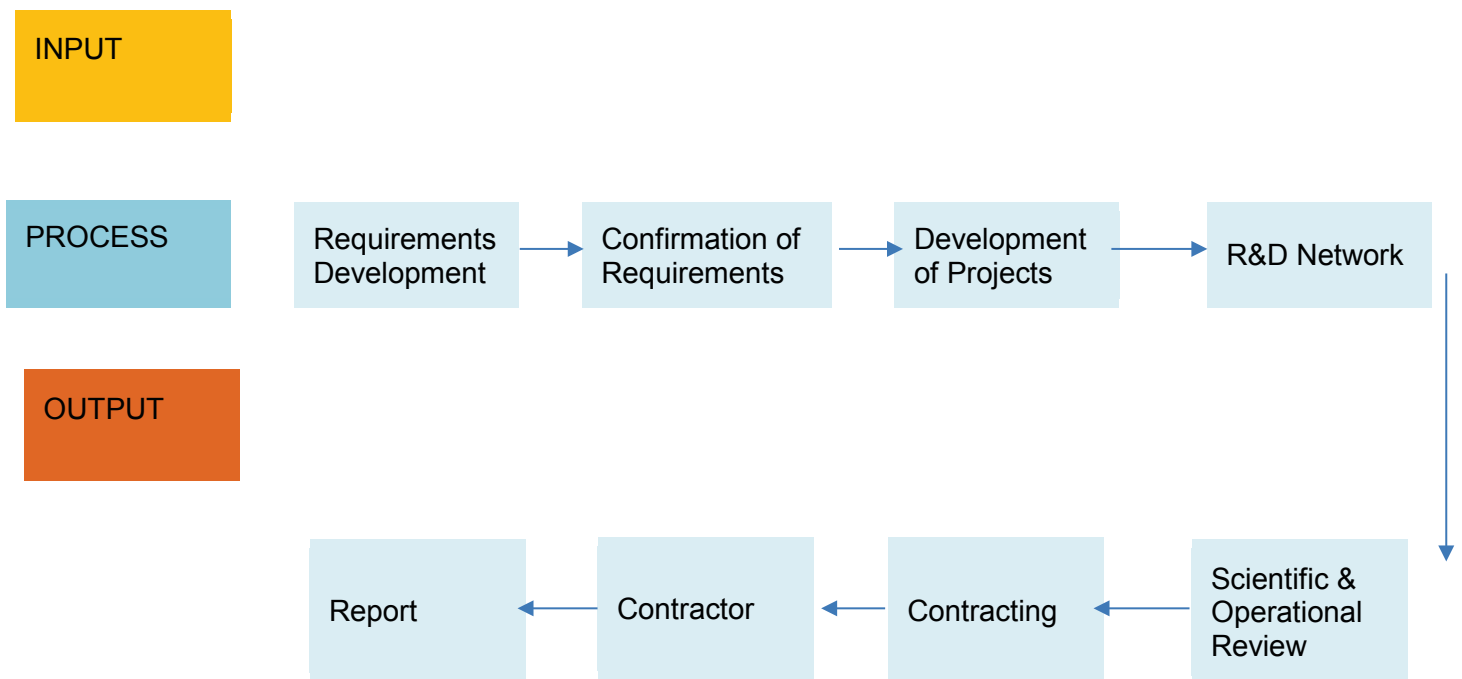 INPUT
PROCESS
Requirements
Development
Confirmation of
Requirements
Development
of Projects
R&D Network
OUTPUT
Report
Contractor
Contracting
Scientific &
Operational
Review